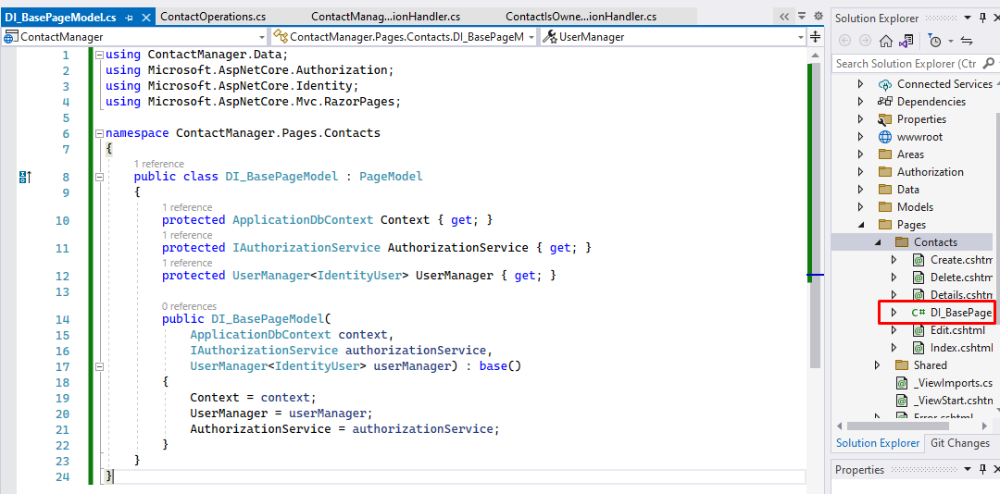 DI_BasePageModel.cs
ContactOperations.cs
ContactManag...ionHandler.cs
ContactIsOwne...ionHandler.cs
ContactManager
ContactManager.Pages.Contacts.DI_BasePageM
UserManager
1 using ContactManager.Data;
2 using Microsoft.AspNetCore.Authorization;
3 using Microsoft.AspNetCore.Identity;
4 using Microsoft.AspNetCore.Mvc.RazorPages;
5
6 namespace ContactManager.Pages.Contacts
7 {
1 reference
8 public class DI_BasePageModel : PageModel
9 {
1 reference
10 protected ApplicationDbContext Context { get; }
1 reference
11 protected IAuthorizationService AuthorizationService { get; }
1 reference
12 protected UserManager<IdentityUser> UserManager { get; }
13
0 references
14 public DI_BasePageModel(
15 ApplicationDbContext context,
16 IAuthorizationService authorizationService,
17 UserManager<IdentityUser> userManager) : base()
18 {
19 Context = context;
20 UserManager = userManager;
21 AuthorizationService = authorizationService;
22 }
23 }
24 }
Solution Explorer
Search Solution Explorer (Ctr
Connected Services
Dependencies
Properties
wwwroot
Areas
Authorization
Data
Models
Pages
Contacts
Create.cshtm
Delete.cshtm
Details.cshtm
C# DI_BasePage
Edit.cshtml
Index.cshtml
Shared
_ViewImports.cs
_ViewStart.cshtm
Error.cshtml
Solution Explorer
Git Changes
Properties